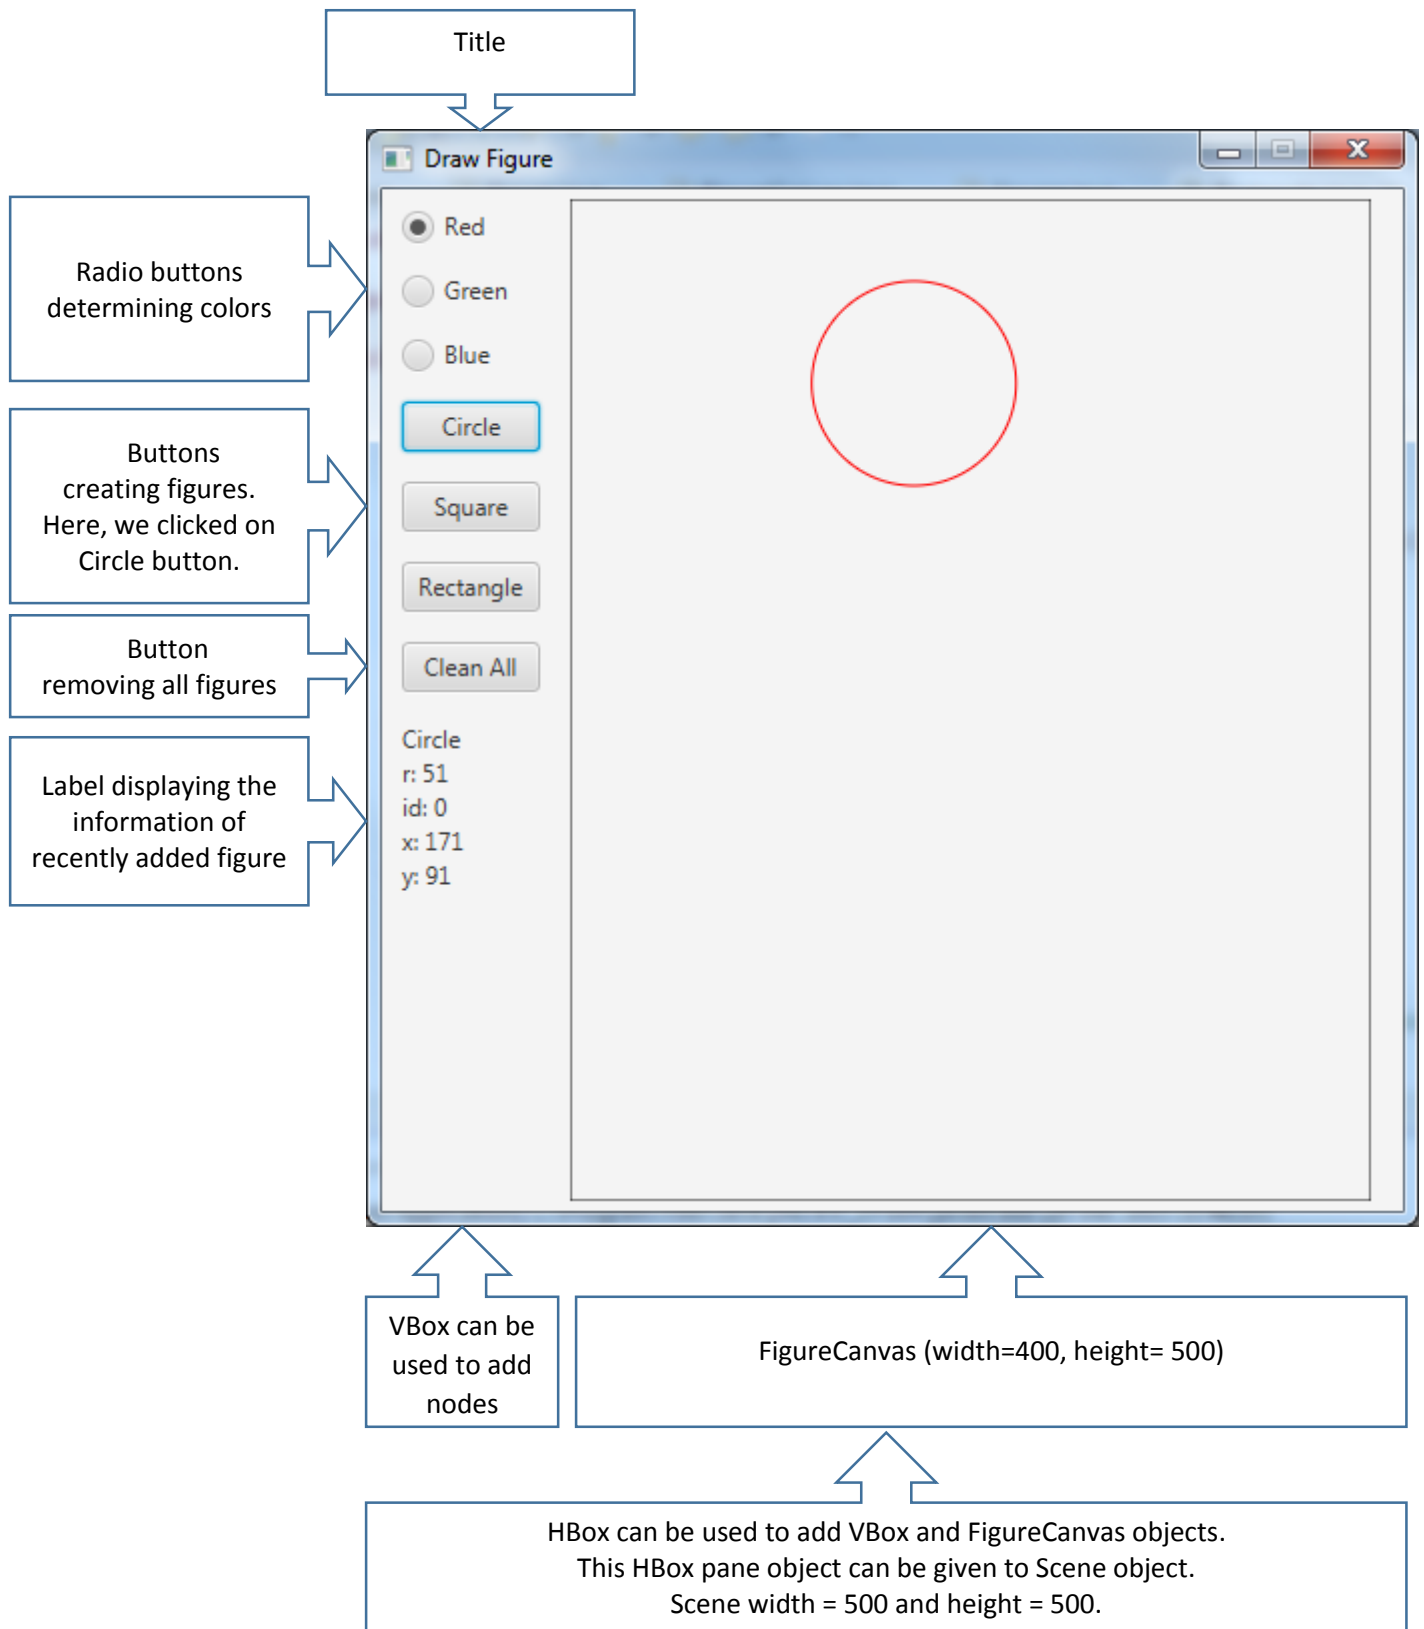 Title
Draw Figure
Radio buttons
determining colors
Red
Green
Blue
Buttons
creating figures.
Here, we clicked on
Circle button.
Circle
Square
Rectangle
Button
removing all figures
Clean All
Label displaying the
information of
recently added figure
Circle
r: 51
id: 0
x: 171
y: 91
VBox can be
used to add
nodes
FigureCanvas (width=400, height= 500)
HBox can be used to add VBox and FigureCanvas objects.
This HBox pane object can be given to Scene object.
Scene width = 500 and height = 500.